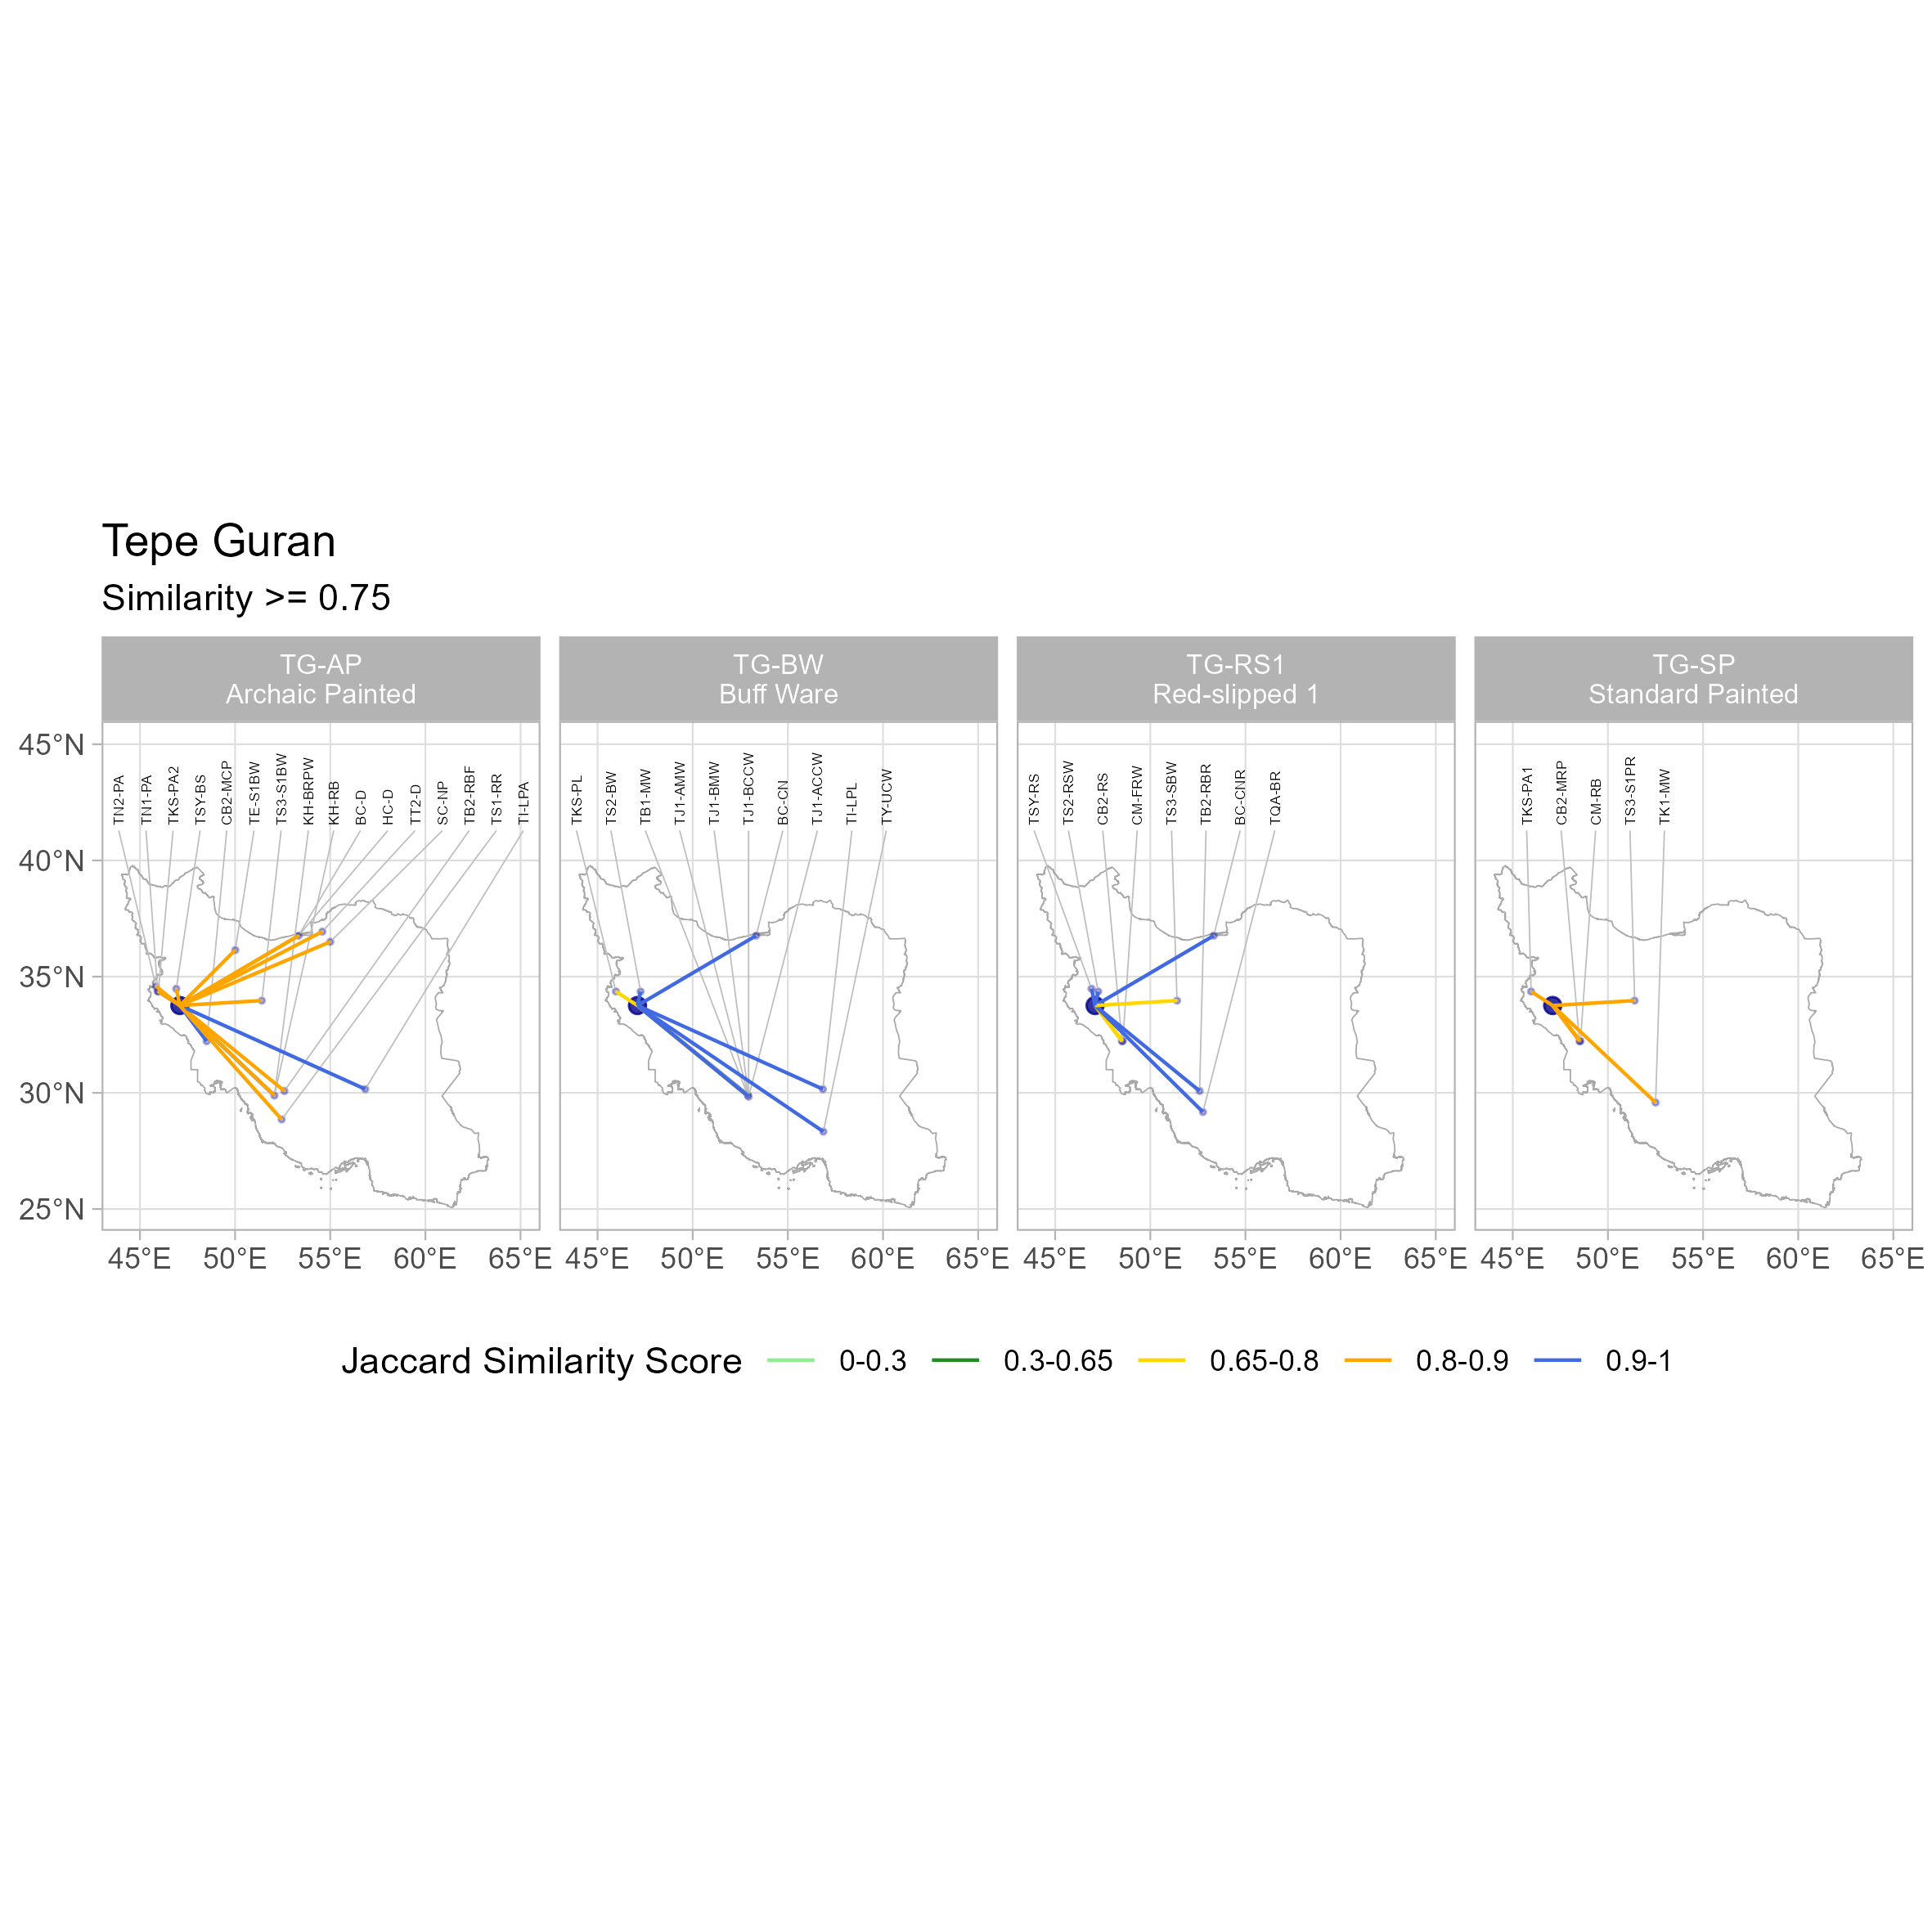 Tepe Guran
Similarity >= 0.75
TG-AP
Archaic Painted
TG-BW
Buff Ware
TG-RS1
Red-slipped 1
TG-SP
Standard Painted
45°N
40°N
35°N
30°N
25°N
TN2-PA
TN1-PA
TKS-PA2
TSY-BS
CB2-MCP
TE-S1BW
TS3-S1BW
KH-BRPW
KH-RB
BC-D
HC-D
TT2-D
SC-NP
TB2-RBF
TS1-RR
TI-LPA
TKS-PL
TS2-BW
TB1-MW
TJ1-AMW
TJ1-BMW
TJ1-BCCW
BC-CN
TJ1-ACCW
TI-LPL
TY-UCW
TSY-RS
TS2-RSW
CB2-RS
CM-FRW
TS3-SBW
TB2-RBR
BC-CNR
TQA-BR
TKS-PA1
CB2-MRP
CM-RB
TS3-S1PR
TK1-MW
45°E 50°E 55°E 60°E 65°E
45°E 50°E 55°E 60°E 65°E
45°E 50°E 55°E 60°E 65°E
45°E 50°E 55°E 60°E 65°E
Jaccard Similarity Score 0-0.3 0.3-0.65 0.65-0.8 0.8-0.9 0.9-1